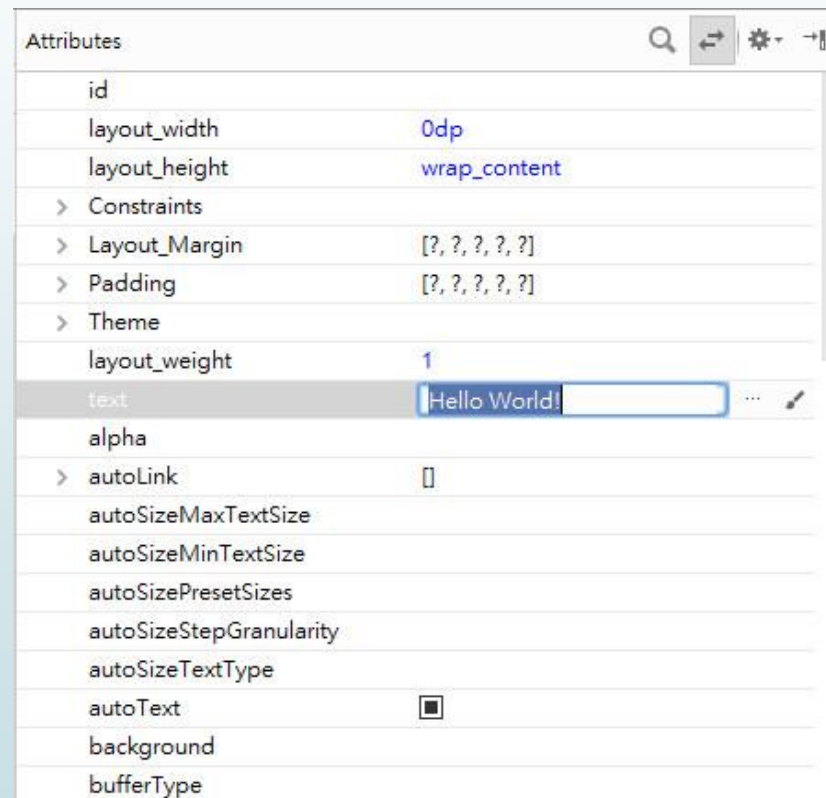 Attributes
id
layout_width 0dp
layout_height wrap_content
Constraints
Layout_Margin [?, ?, ?, ?, ?]
Padding [?, ?, ?, ?, ?]
Theme
layout_weight 1
text Hello World! ...
alpha
autoLink []
autoSizeMaxTextSize
autoSizeMinTextSize
autoSizePresetSizes
autoSizeStepGranularity
autoSizeTextType
autoText
background
bufferType